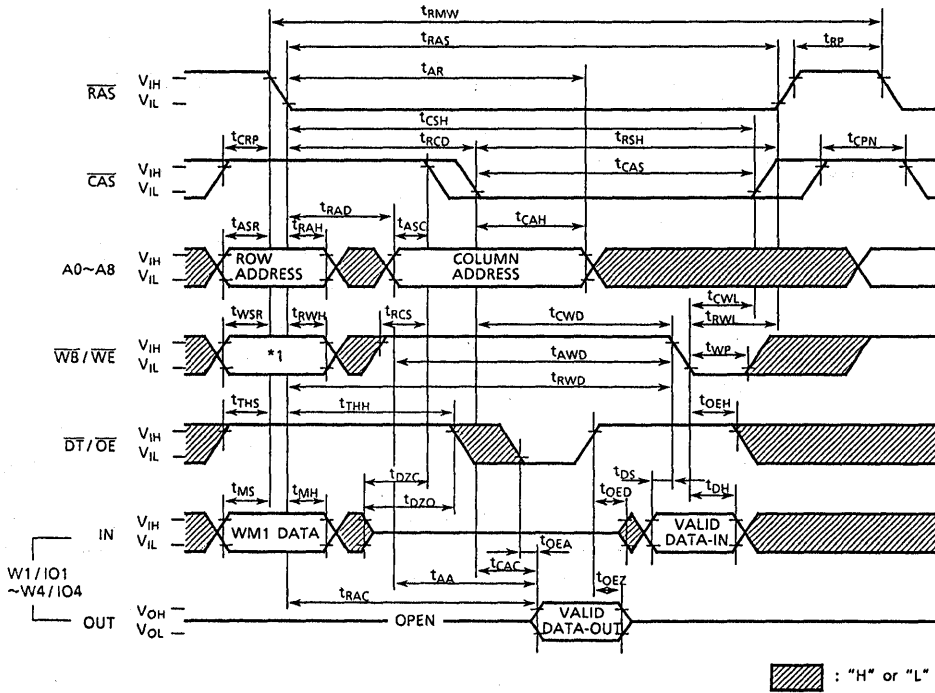 tRMW
tRAS
tRP
tAR
RAS
VIH
VIL
tCSH
tCRP
tRCD
tRSH
tCPN
CAS
VIH
VIL
tCAS
tRAD
tASC
tCAH
tASR
tRAH
A0~A8
VIH
VIL
ROW
ADDRESS
COLUMN
ADDRESS
tCWL
tWSR
tRWH
tRCS
tCWD
tRWL
WB / WE
VIH
VIL
*1
tAWD
tWP
tRWD
tTHS
tTHH
tOEH
DT / OE
VIH
VIL
tDZC
tDS
tMS
tMH
tDZO
tOED
tDH
IN
VIH
VIL
WM1 DATA
VALID
DATA-IN
tOEA
tCAC
W1 / IO1
~W4 / IO4
tAA
tOEZ
tRAC
OUT
VOH
VOL
OPEN
VALID
DATA-OUT
: "H" or "L"